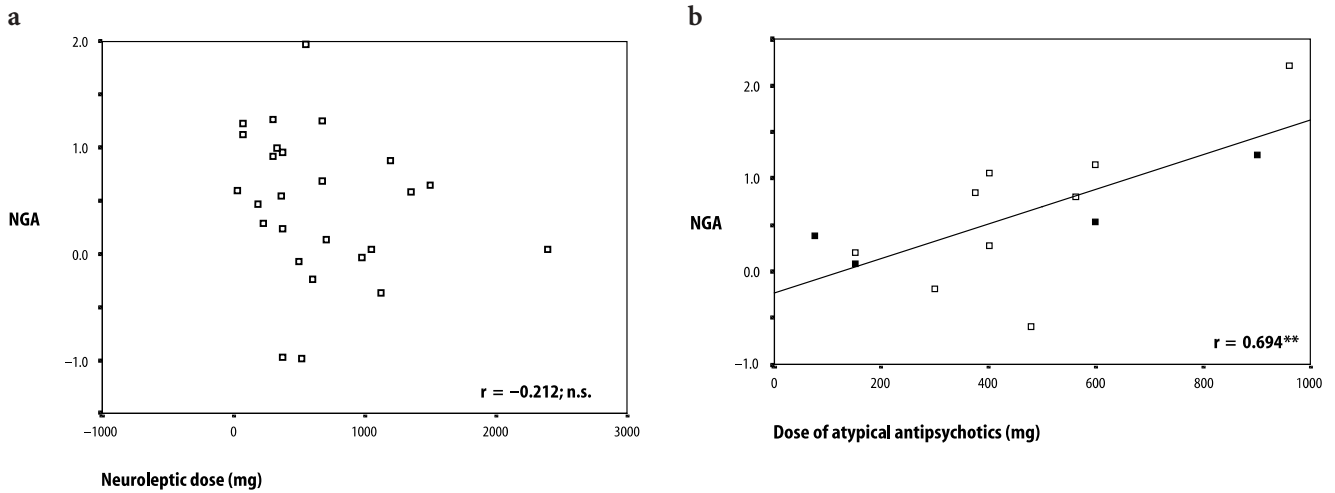 a
2.0
1.0
NGA
0.0
−1.0
r = −0.212; n.s.
−1000 0 1000 2000 3000
Neuroleptic dose (mg)
b
2.0
1.0
NGA
0.0
−1.0
r = 0.694**
0 200 400 600 800 1000
Dose of atypical antipsychotics (mg)